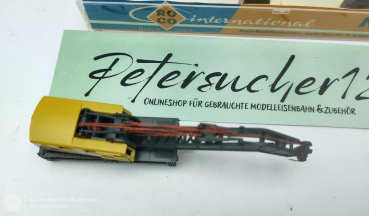 ROCO international
Petersucher12
ONLINESHOP FÜR GEBRAUCHTE MODELLEISENBAHN & ZUBEHÖR